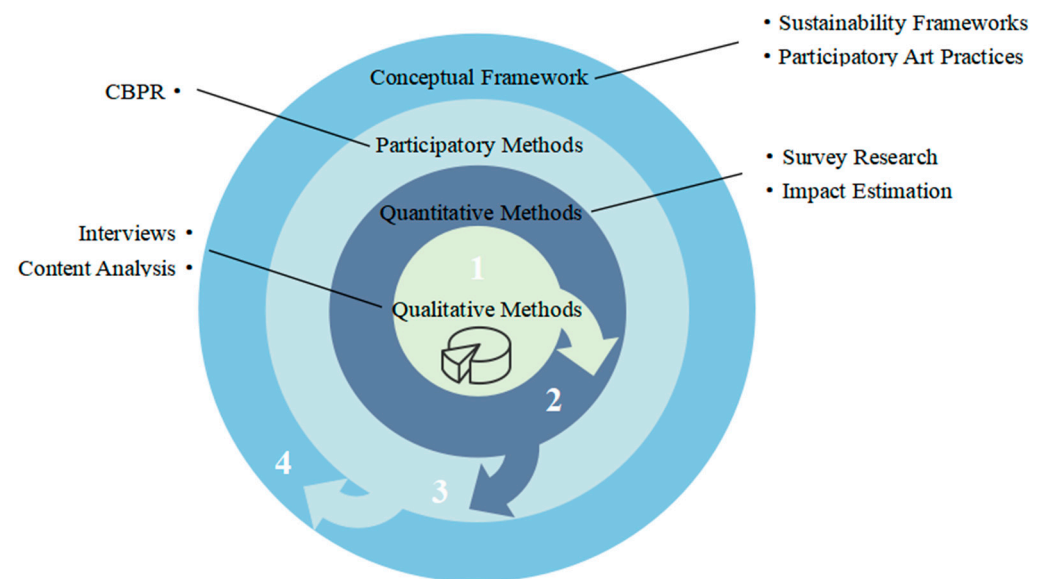 • Sustainability Frameworks
• Participatory Art Practices
Conceptual Framework
CBPR •
Participatory Methods
• Survey Research
• Impact Estimation
Quantitative Methods
Interviews •
Content Analysis •
1
Qualitative Methods
2
3
4